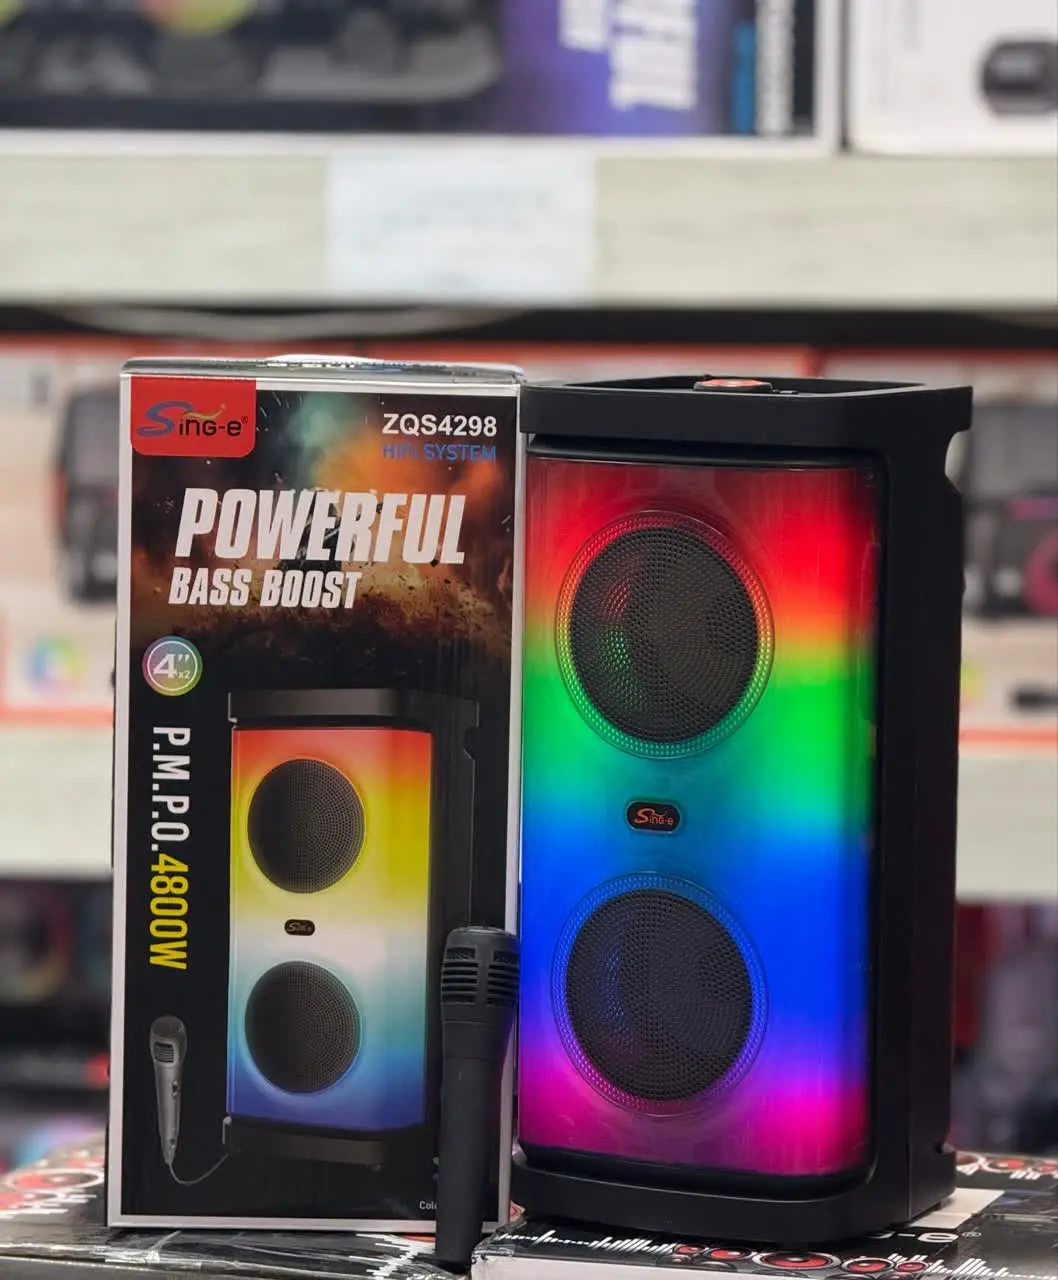 Sing-e®
ZQS4298
HIFI SYSTEM
POWERFUL
BASS BOOST
4"x2
P.M.P.O.4800W
Sing-e
Sing-e